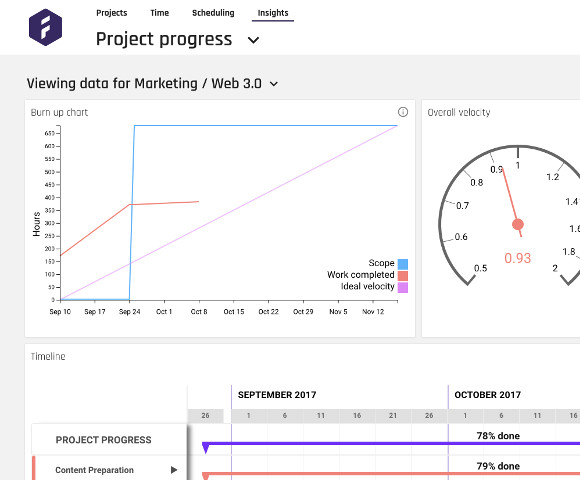 Projects Time Scheduling Insights
Project progress
Viewing data for Marketing / Web 3.0
Burn up chart
650
600
550
500
450
400
350
300
250
200
150
100
50
0
Hours
Sep 10 Sep 17 Sep 24 Oct 1 Oct 8 Oct 15 Oct 22 Oct 29 Nov 5 Nov 12
Scope
Work completed
Ideal velocity
Overall velocity
0.5
0.6
0.7
0.8
0.9
1
1.2
1.4
1.6
1.8
2
0.93
Timeline
SEPTEMBER 2017 OCTOBER 2017
26 1 6 11 16 21 26 1 6 11 16
PROJECT PROGRESS 78% done
Content Preparation 79% done